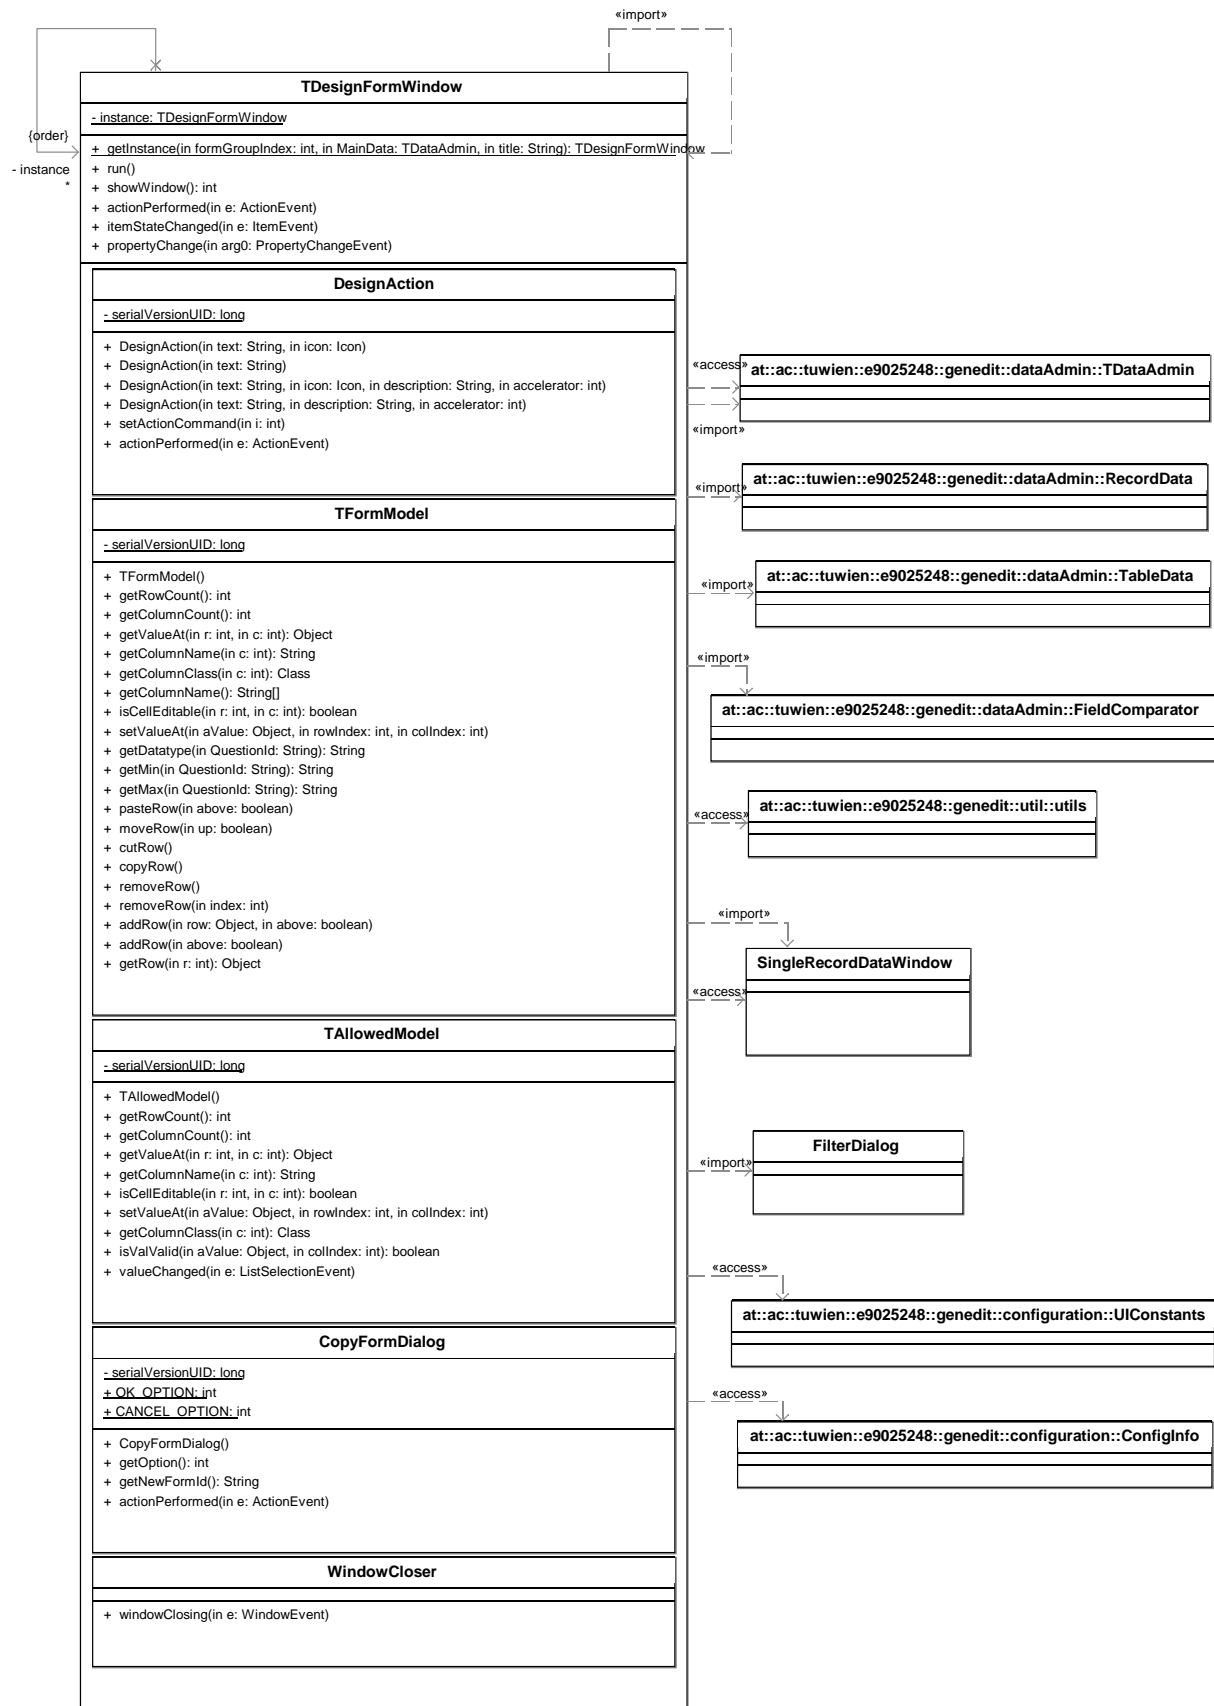 «import»
TDesignFormWindow
- instance: TDesignFormWindow
{order}
- instance
*
+ getInstance(in formGroupIndex: int, in MainData: TDataAdmin, in title: String): TDesignFormWindow
+ run()
+ showWindow(): int
+ actionPerformed(in e: ActionEvent)
+ itemStateChanged(in e: ItemEvent)
+ propertyChange(in arg0: PropertyChangeEvent)
DesignAction
- serialVersionUID: long
+ DesignAction(in text: String, in icon: Icon)
+ DesignAction(in text: String)
+ DesignAction(in text: String, in icon: Icon, in description: String, in accelerator: int)
+ DesignAction(in text: String, in description: String, in accelerator: int)
+ setActionCommand(in i: int)
+ actionPerformed(in e: ActionEvent)
«access»
at::ac::tuwien::e9025248::genedit::dataAdmin::TDataAdmin
«import»
«import»
at::ac::tuwien::e9025248::genedit::dataAdmin::RecordData
TFormModel
- serialVersionUID: long
+ TFormModel()
+ getRowCount(): int
+ getColumnCount(): int
+ getValueAt(in r: int, in c: int): Object
+ getColumnName(in c: int): String
+ getColumnClass(in c: int): Class
+ getColumnName(): String[]
+ isCellEditable(in r: int, in c: int): boolean
+ setValueAt(in aValue: Object, in rowIndex: int, in colIndex: int)
+ getDatatype(in QuestionId: String): String
+ getMin(in QuestionId: String): String
+ getMax(in QuestionId: String): String
+ pasteRow(in above: boolean)
+ moveRow(in up: boolean)
+ cutRow()
+ copyRow()
+ removeRow()
+ removeRow(in index: int)
+ addRow(in row: Object, in above: boolean)
+ addRow(in above: boolean)
+ getRow(in r: int): Object
«import»
at::ac::tuwien::e9025248::genedit::dataAdmin::TableData
«import»
at::ac::tuwien::e9025248::genedit::dataAdmin::FieldComparator
«access»
at::ac::tuwien::e9025248::genedit::util::utils
«import»
SingleRecordDataWindow
«access»
TAllowedModel
- serialVersionUID: long
+ TAllowedModel()
+ getRowCount(): int
+ getColumnCount(): int
+ getValueAt(in r: int, in c: int): Object
+ getColumnName(in c: int): String
+ isCellEditable(in r: int, in c: int): boolean
+ setValueAt(in aValue: Object, in rowIndex: int, in colIndex: int)
+ getColumnClass(in c: int): Class
+ isValValid(in aValue: Object, in colIndex: int): boolean
+ valueChanged(in e: ListSelectionEvent)
«import»
FilterDialog
«access»
at::ac::tuwien::e9025248::genedit::configuration::UIConstants
CopyFormDialog
- serialVersionUID: long
+ OK_OPTION: int
+ CANCEL_OPTION: int
+ CopyFormDialog()
+ getOption(): int
+ getNewFormId(): String
+ actionPerformed(in e: ActionEvent)
«access»
at::ac::tuwien::e9025248::genedit::configuration::ConfigInfo
WindowCloser
+ windowClosing(in e: WindowEvent)